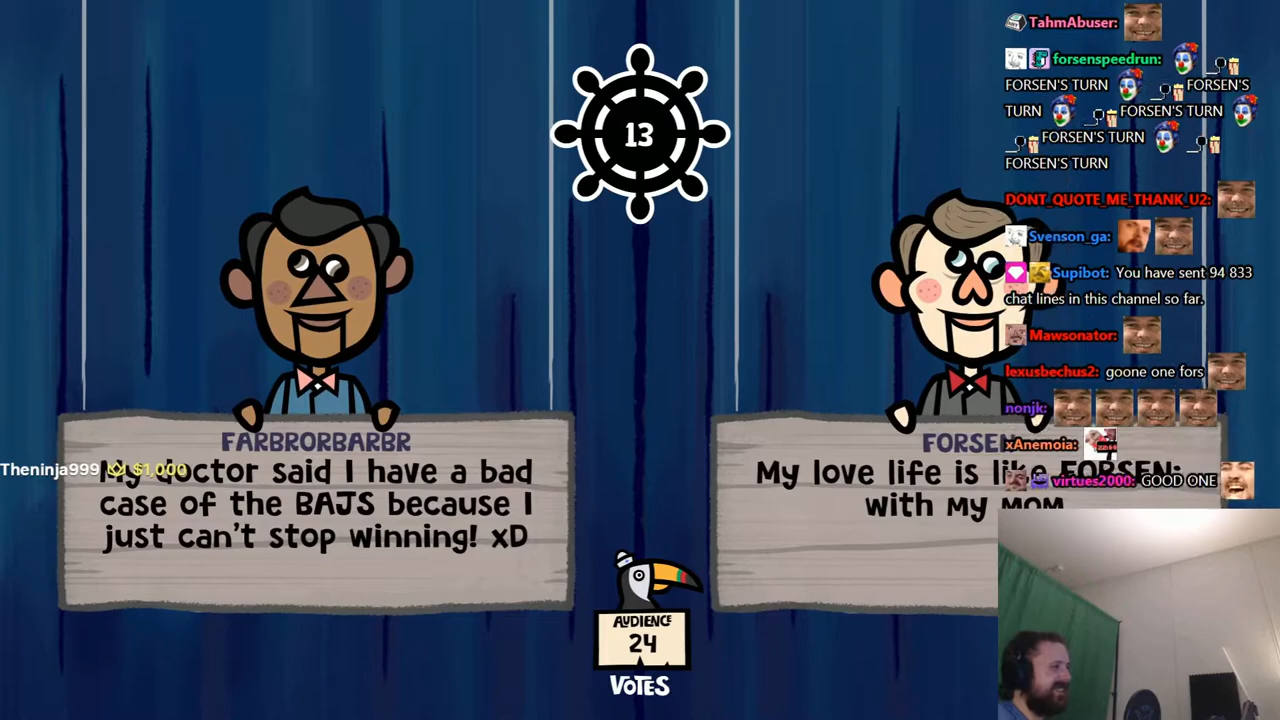 13
FARBRORBARBR
My doctor said I have a bad
case of the BAJS because I
just can't stop winning! xD
Theninja999 $1,000
FORSEN
My love life is like FORSEN:
with my mom
AUDIENCE
24
VOTES
TahmAbuser:
forsenspeedrun:
FORSEN'S TURN FORSEN'S
TURN FORSEN'S TURN
FORSEN'S TURN
FORSEN'S TURN
DONT_QUOTE_ME_THANK_U2:
Svenson_ga:
Supibot: You have sent 94 833
chat lines in this channel so far.
Mawsonator:
lexusbechus2: goone one fors
nonjk:
xAnemoia:
virtues2000: GOOD ONE